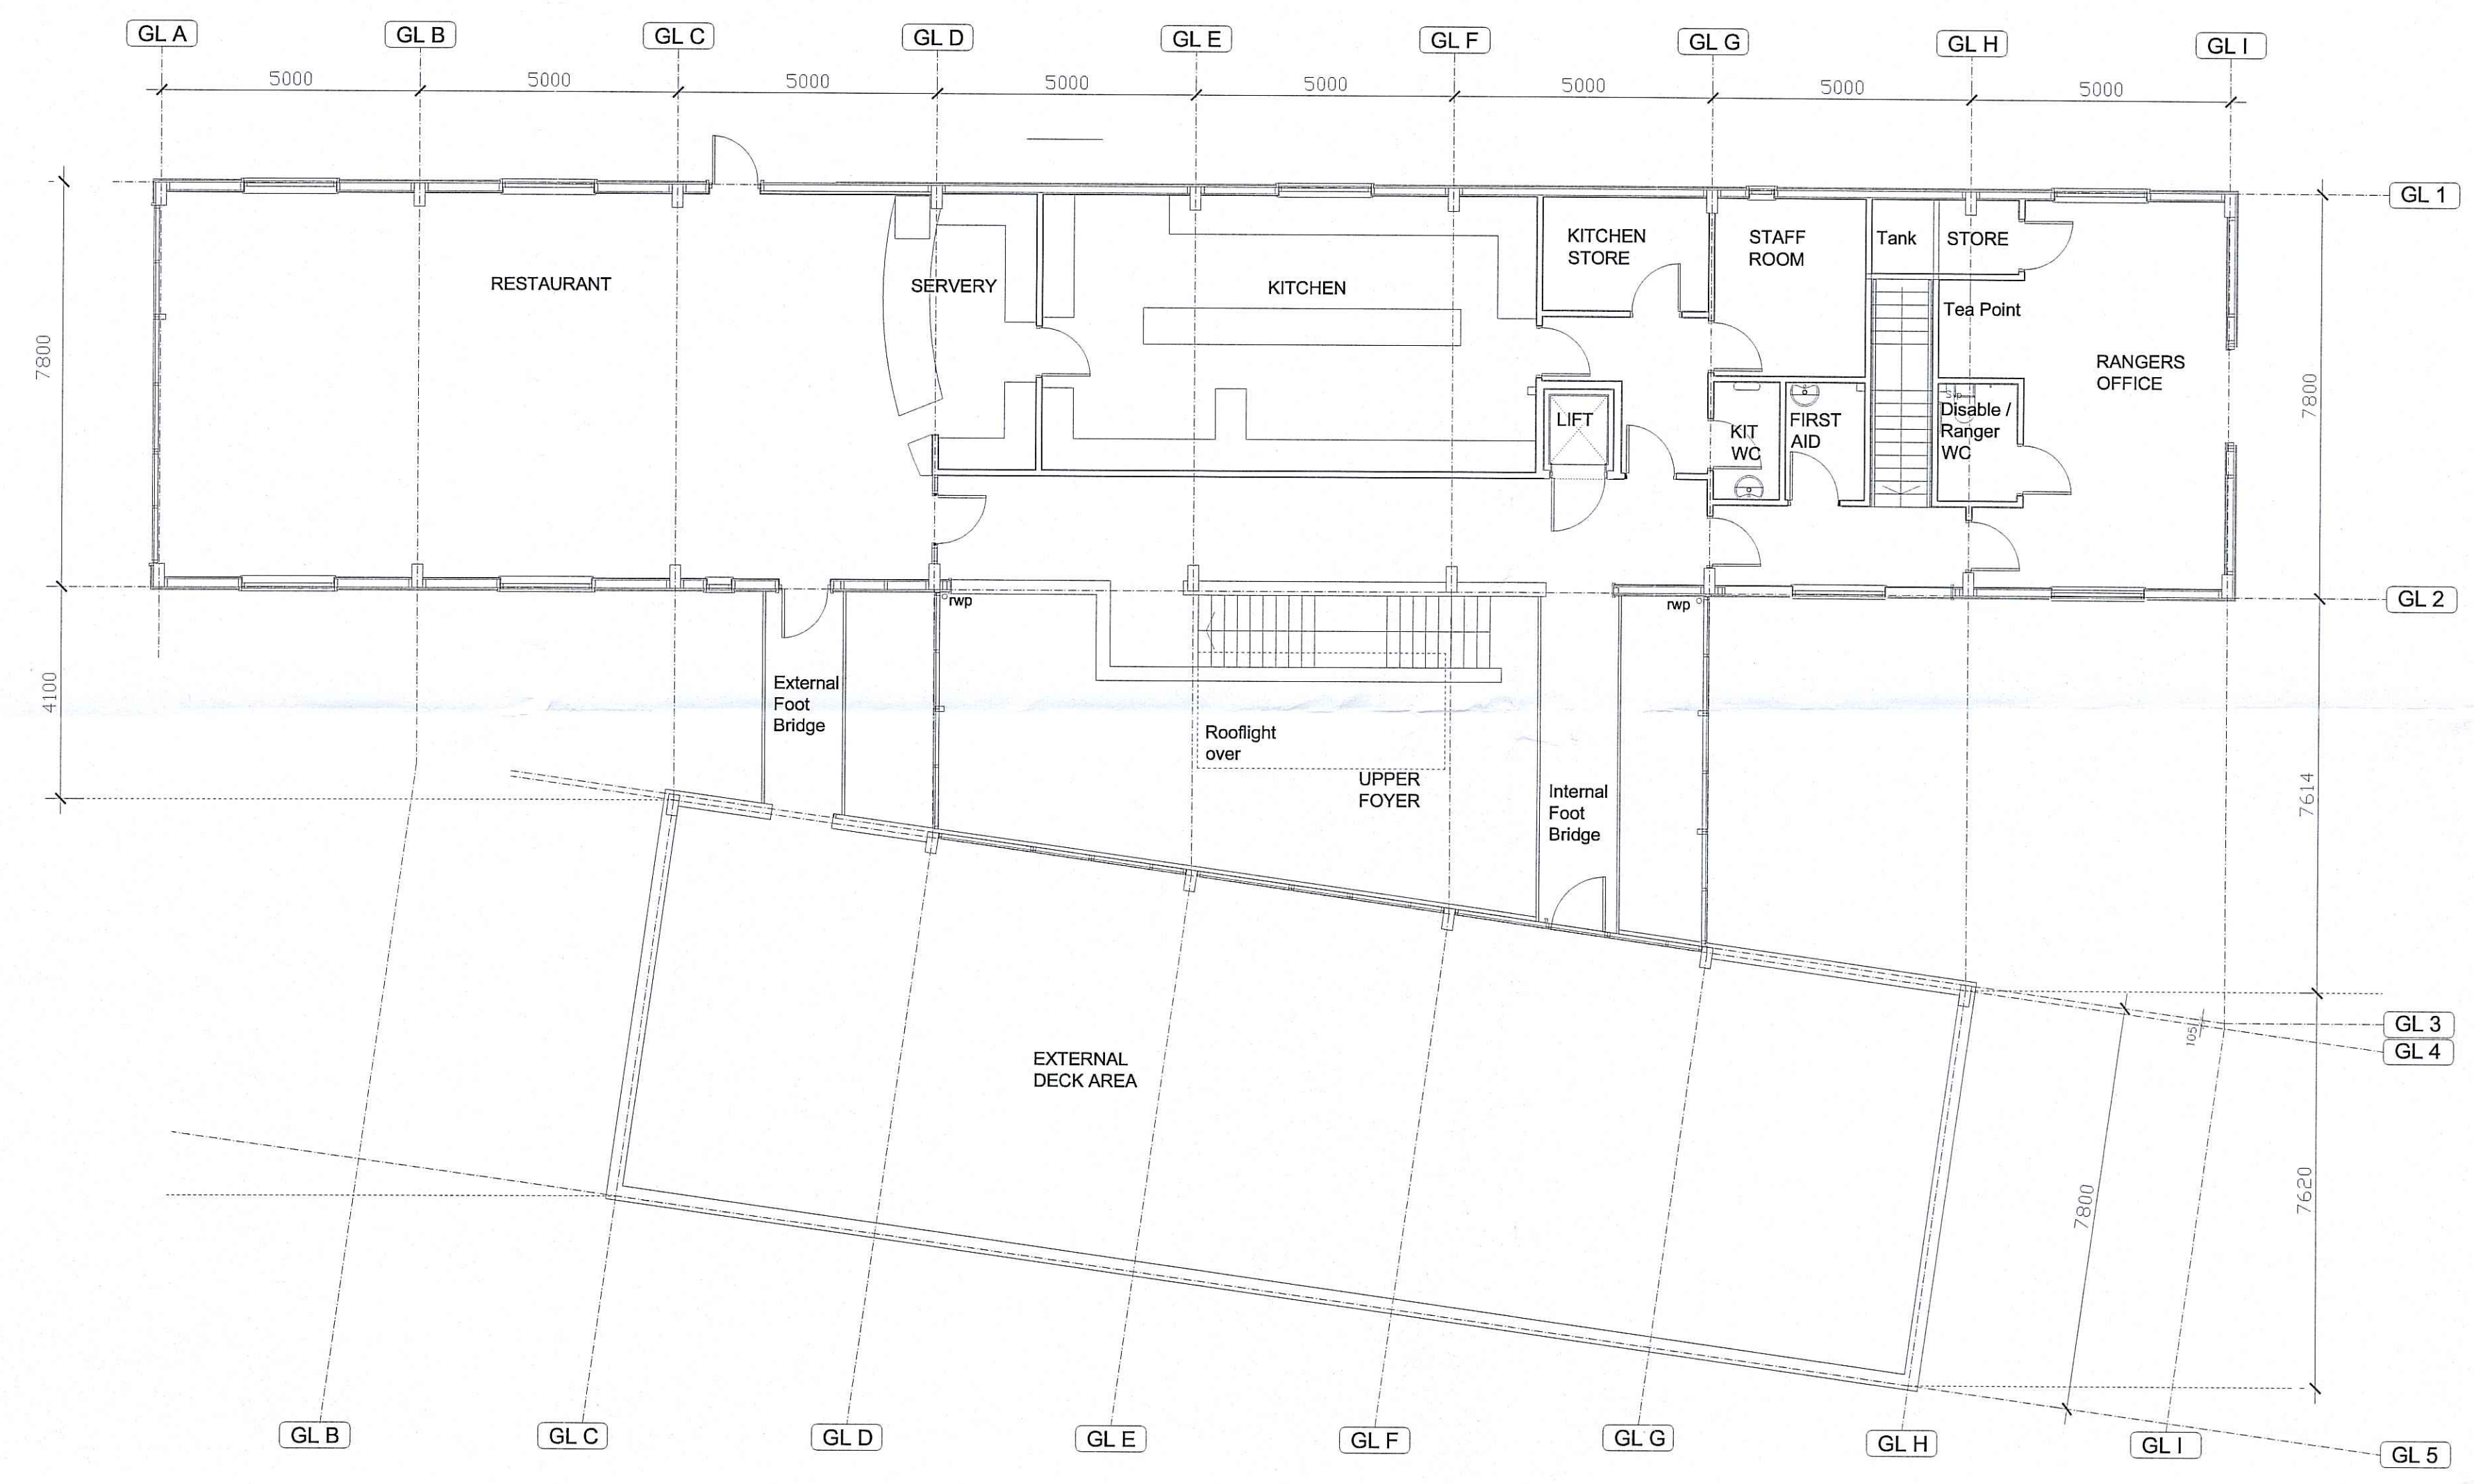 GL A
GL B
GL C
GL D
GL E
GL F
GL G
GL H
GL I
5000
5000
5000
5000
5000
5000
5000
5000
GL 1
KITCHEN
STORE
STAFF
ROOM
Tank
STORE
RESTAURANT
SERVERY
KITCHEN
Tea Point
7800
RANGERS
OFFICE
7800
LIFT
KIT
WC
FIRST
AID
Disable /
Ranger
WC
rwp
rwp
GL 2
4100
External
Foot
Bridge
Rooflight
over
UPPER
FOYER
Internal
Foot
Bridge
7614
GL 3
105
GL 4
EXTERNAL
DECK AREA
7800
7620
GL B
GL C
GL D
GL E
GL F
GL G
GL H
GL I
GL 5